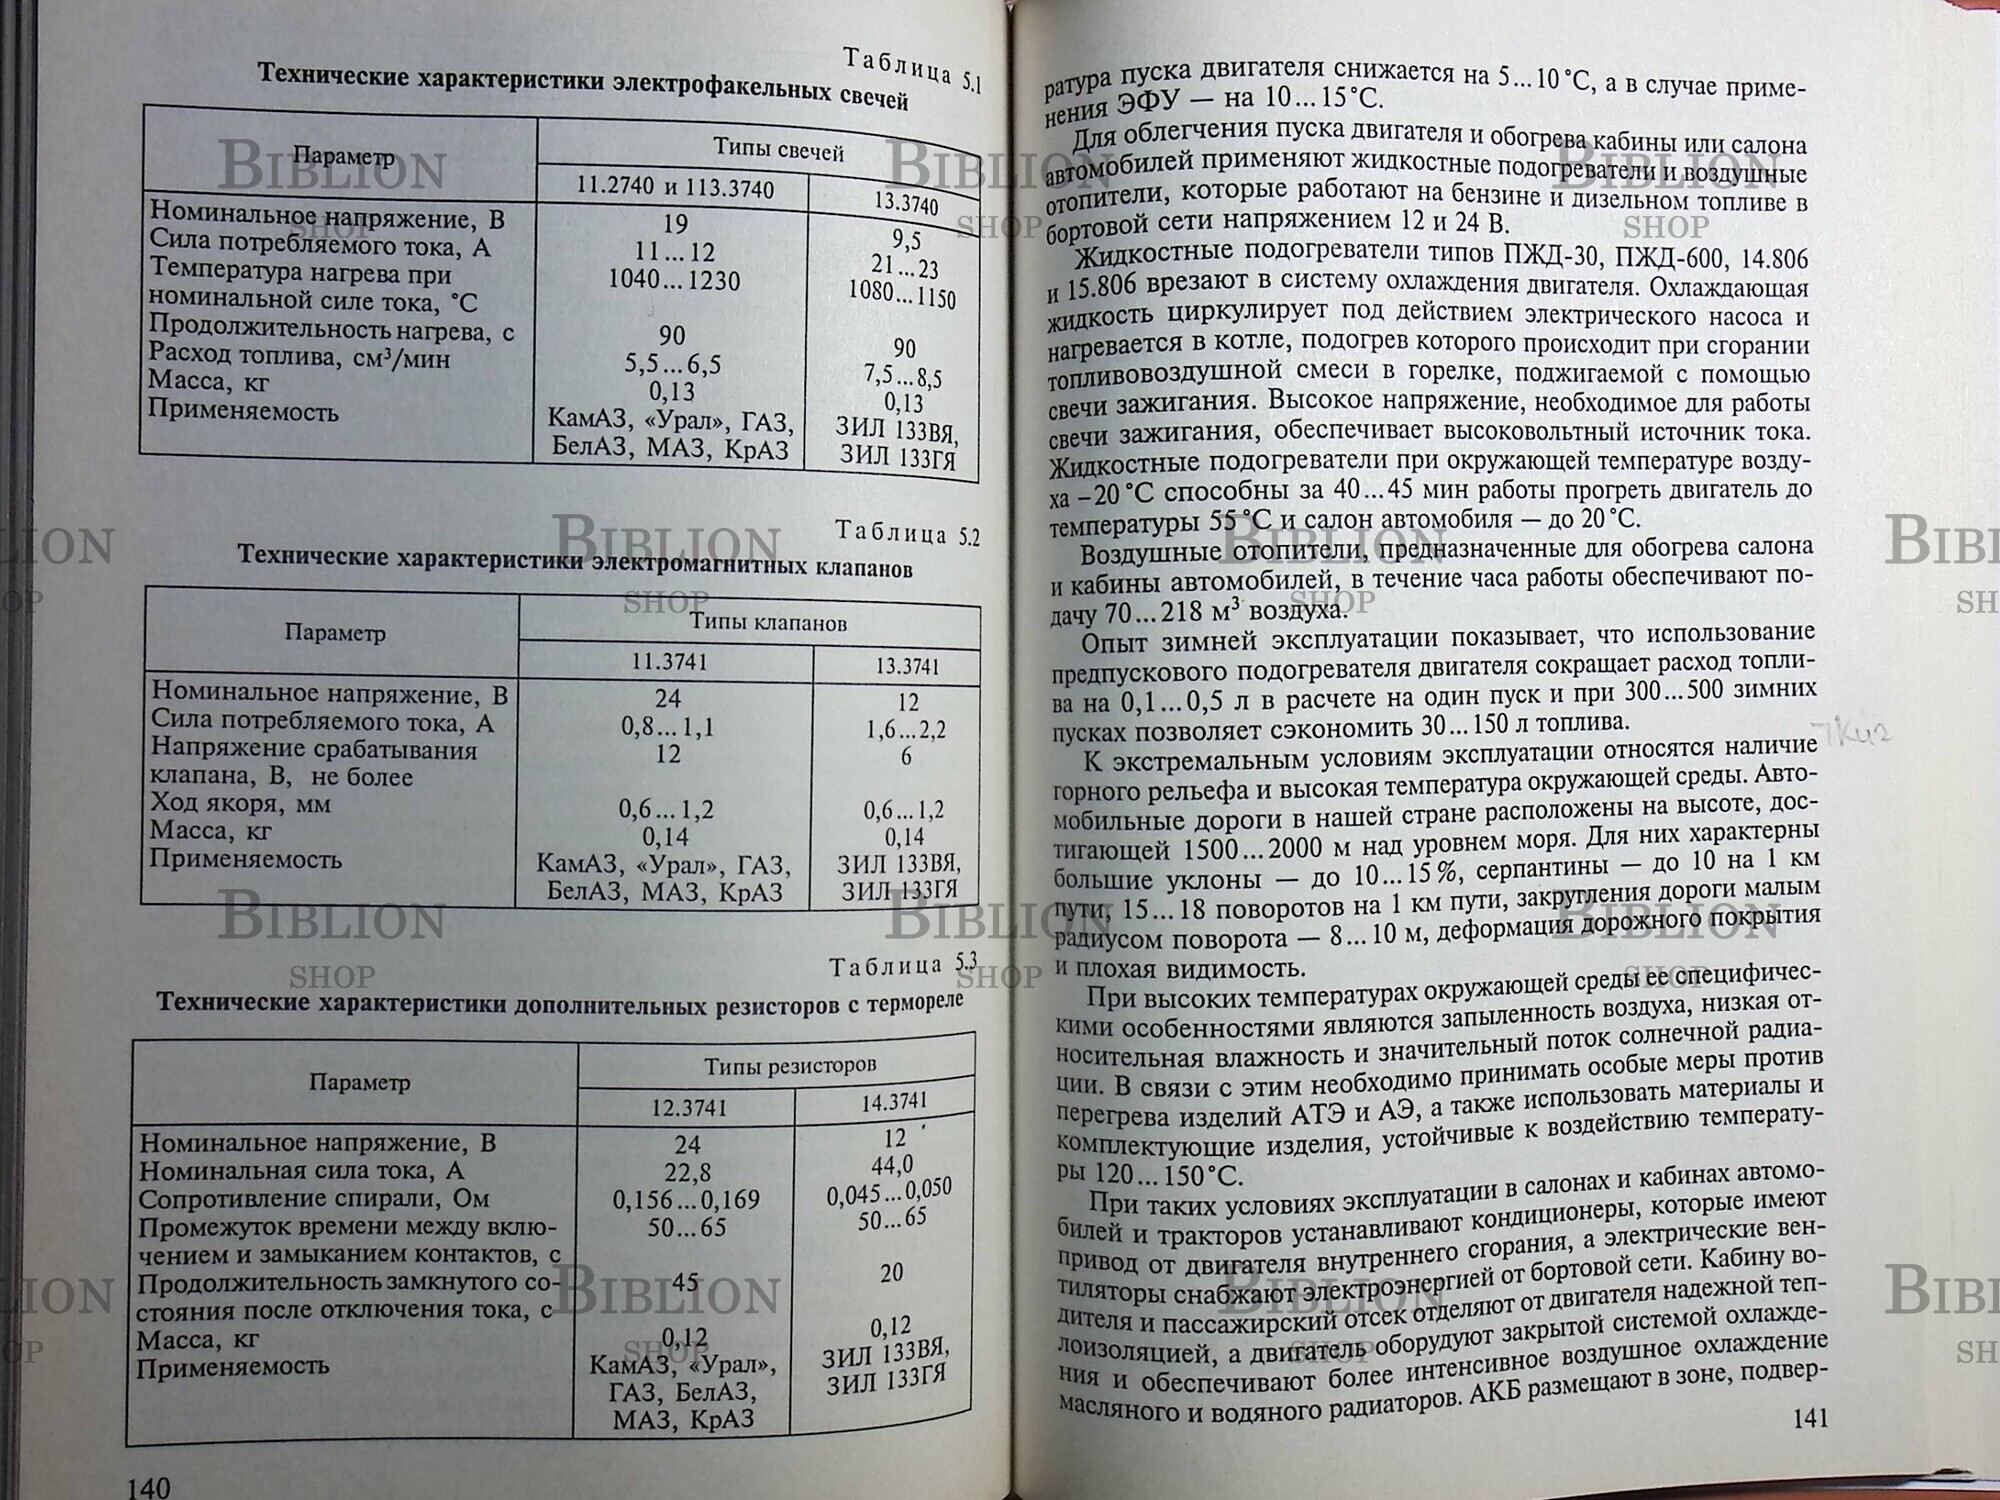 Таблица 5.1
Технические характеристики электрофакельных свечей
Параметр
Типы свечей
11.2740 и 113.3740
13.3740
Номинальное напряжение, В 19 9,5
Сила потребляемого тока, А 11...12 21...23
Температура нагрева при 1040...1230 1080...1150
номинальной силе тока, °С
Продолжительность нагрева, с 90 90
Расход топлива, см³/мин 5,5...6,5 7,5...8,5
Масса, кг 0,13 0,13
Применяемость КамАЗ, «Урал», ГАЗ, ЗИЛ 133ВЯ,
БелАЗ, МАЗ, КрАЗ ЗИЛ 133ГЯ
Таблица 5.2
Технические характеристики электромагнитных клапанов
Параметр
Типы клапанов
11.3741
13.3741
Номинальное напряжение, В 24 12
Сила потребляемого тока, А 0,8...1,1 1,6...2,2
Напряжение срабатывания 12 6
клапана, В, не более
Ход якоря, мм 0,6...1,2 0,6...1,2
Масса, кг 0,14 0,14
Применяемость КамАЗ, «Урал», ГАЗ, ЗИЛ 133ВЯ,
БелАЗ, МАЗ, КрАЗ ЗИЛ 133ГЯ
Таблица 5.3
Технические характеристики дополнительных резисторов с термореле
Параметр
Типы резисторов
12.3741
14.3741
Номинальное напряжение, В 24 12
Номинальная сила тока, А 22,8 44,0
Сопротивление спирали, Ом 0,156...0,169 0,045...0,050
Промежуток времени между вклю- 50...65 50...65
чением и замыканием контактов, с
Продолжительность замкнутого со- 45 20
стояния после отключения тока, с
Масса, кг 0,12 0,12
Применяемость КамАЗ, «Урал», ЗИЛ 133ВЯ,
ГАЗ, БелАЗ, ЗИЛ 133ГЯ
МАЗ, КрАЗ
140
ратура пуска двигателя снижается на 5...10 °С, а в случае приме-
нения ЭФУ — на 10...15°С.
Для облегчения пуска двигателя и обогрева кабины или салона
автомобилей применяют жидкостные подогреватели и воздушные
отопители, которые работают на бензине и дизельном топливе в
бортовой сети напряжением 12 и 24 В.
Жидкостные подогреватели типов ПЖД-30, ПЖД-600, 14.806
и 15.806 врезают в систему охлаждения двигателя. Охлаждающая
жидкость циркулирует под действием электрического насоса и
нагревается в котле, подогрев которого происходит при сгорании
топливовоздушной смеси в горелке, поджигаемой с помощью
свечи зажигания. Высокое напряжение, необходимое для работы
свечи зажигания, обеспечивает высоковольтный источник тока.
Жидкостные подогреватели при окружающей температуре возду-
ха –20 °С способны за 40...45 мин работы прогреть двигатель до
температуры 55 °С и салон автомобиля — до 20 °С.
Воздушные отопители, предназначенные для обогрева салона
и кабины автомобилей, в течение часа работы обеспечивают по-
дачу 70...218 м³ воздуха.
Опыт зимней эксплуатации показывает, что использование
предпускового подогревателя двигателя сокращает расход топли-
ва на 0,1...0,5 л в расчете на один пуск и при 300...500 зимних
пусках позволяет сэкономить 30...150 л топлива.
К экстремальным условиям эксплуатации относятся наличие
горного рельефа и высокая температура окружающей среды. Авто-
мобильные дороги в нашей стране расположены на высоте, дос-
тигающей 1500...2000 м над уровнем моря. Для них характерны
большие уклоны — до 10...15 %, серпантины — до 10 на 1 км
пути, 15...18 поворотов на 1 км пути, закругления дороги малым
радиусом поворота — 8...10 м, деформация дорожного покрытия
и плохая видимость.
При высоких температурах окружающей среды ее специфичес-
кими особенностями являются запыленность воздуха, низкая от-
носительная влажность и значительный поток солнечной радиа-
ции. В связи с этим необходимо принимать особые меры против
перегрева изделий АТЭ и АЭ, а также использовать материалы и
комплектующие изделия, устойчивые к воздействию температу-
ры 120...150°С.
При таких условиях эксплуатации в салонах и кабинах автомо-
билей и тракторов устанавливают кондиционеры, которые имеют
привод от двигателя внутреннего сгорания, а электрические вен-
тиляторы снабжают электроэнергией от бортовой сети. Кабину во-
дителя и пассажирский отсек отделяют от двигателя надежной теп-
лоизоляцией, а двигатель оборудуют закрытой системой охлажде-
ния и обеспечивают более интенсивное воздушное охлаждение
масляного и водяного радиаторов. АКБ размещают в зоне, подвер-
141
BIBLION
SHOP